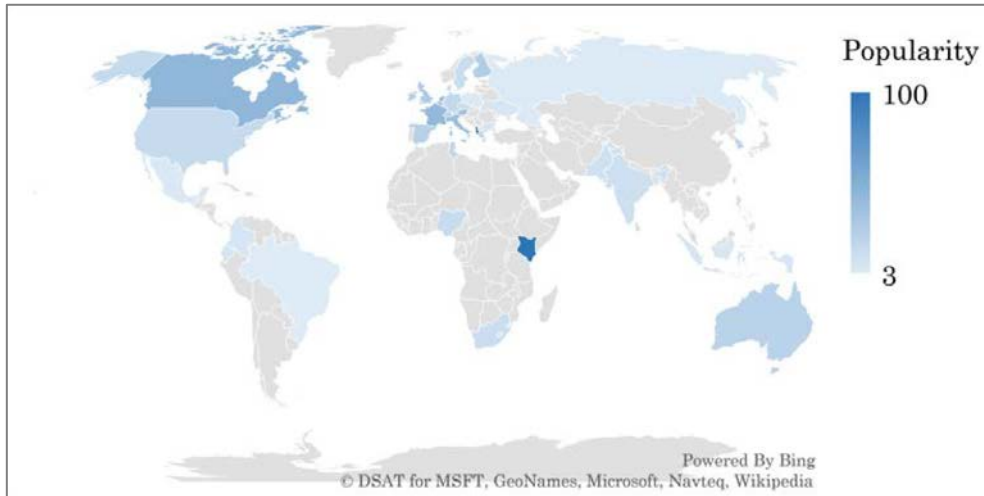 Popularity
100
3
Powered By Bing
© DSAT for MSFT, GeoNames, Microsoft, Navteq, Wikipedia